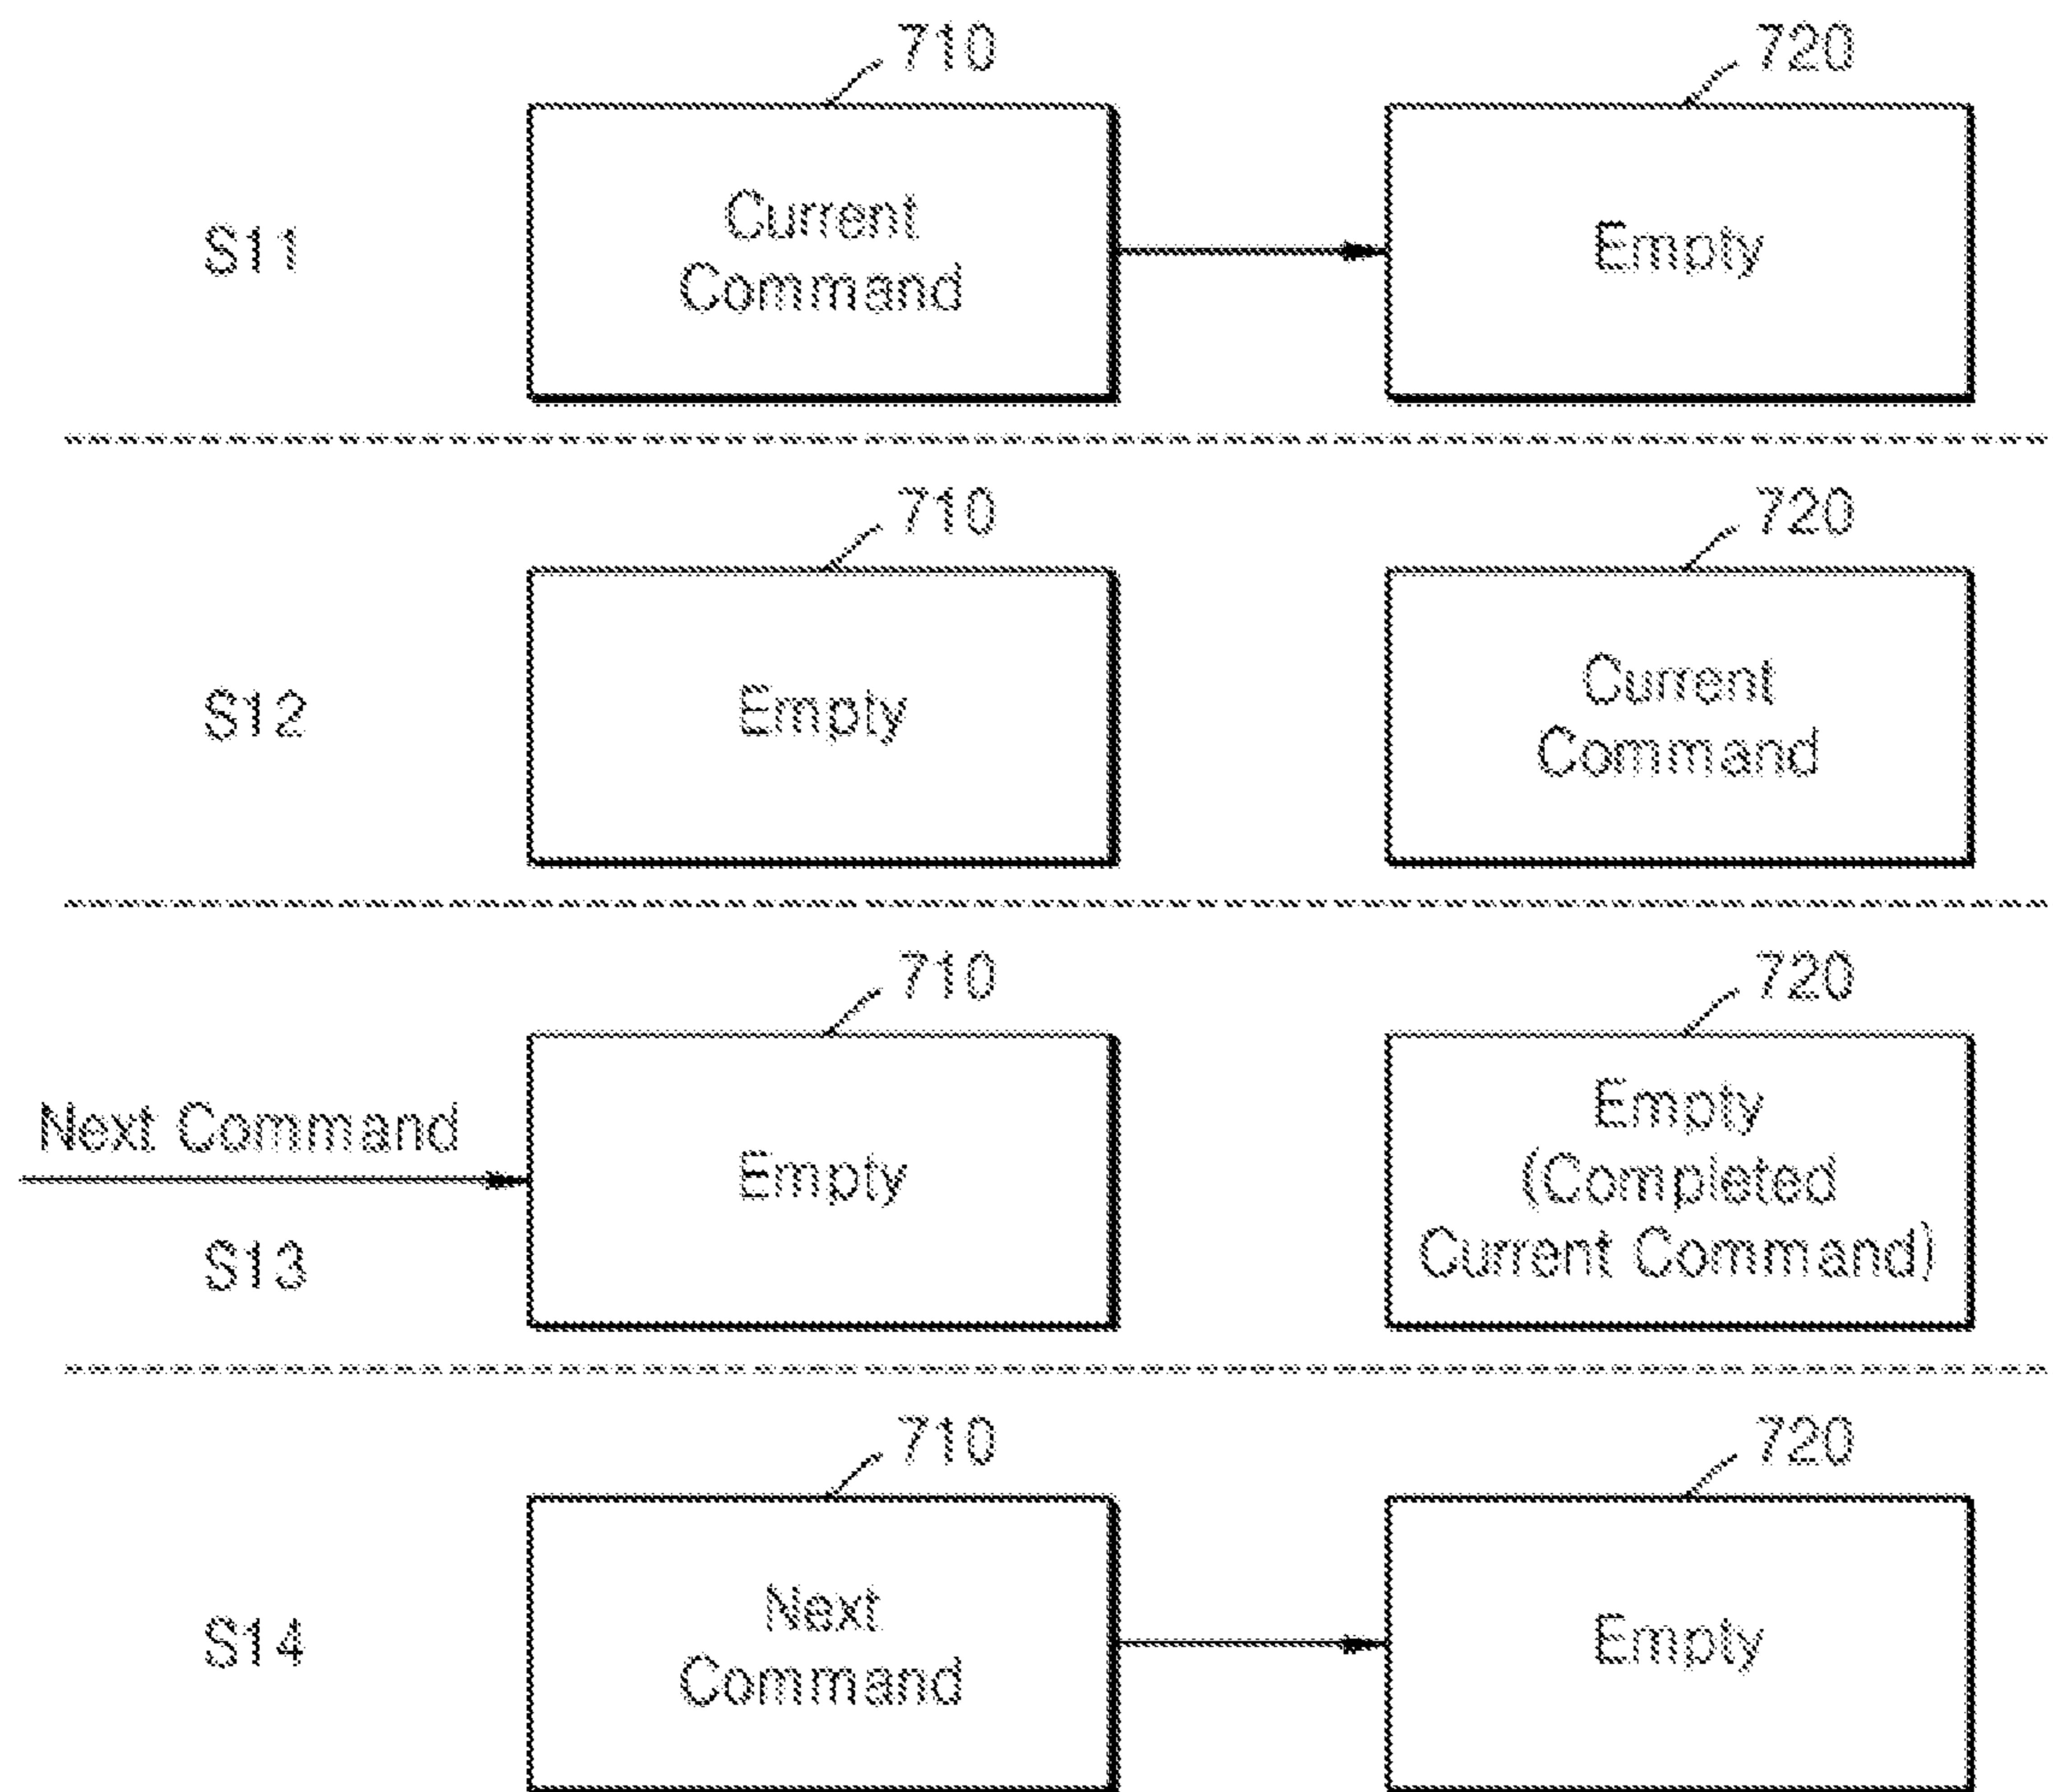 710
720
S11
Current
Command
Empty
710
720
S12
Empty
Current
Command
710
720
Next Command
S13
Empty
Empty
(Completed
Current Command)
710
720
S14
Next
Command
Empty